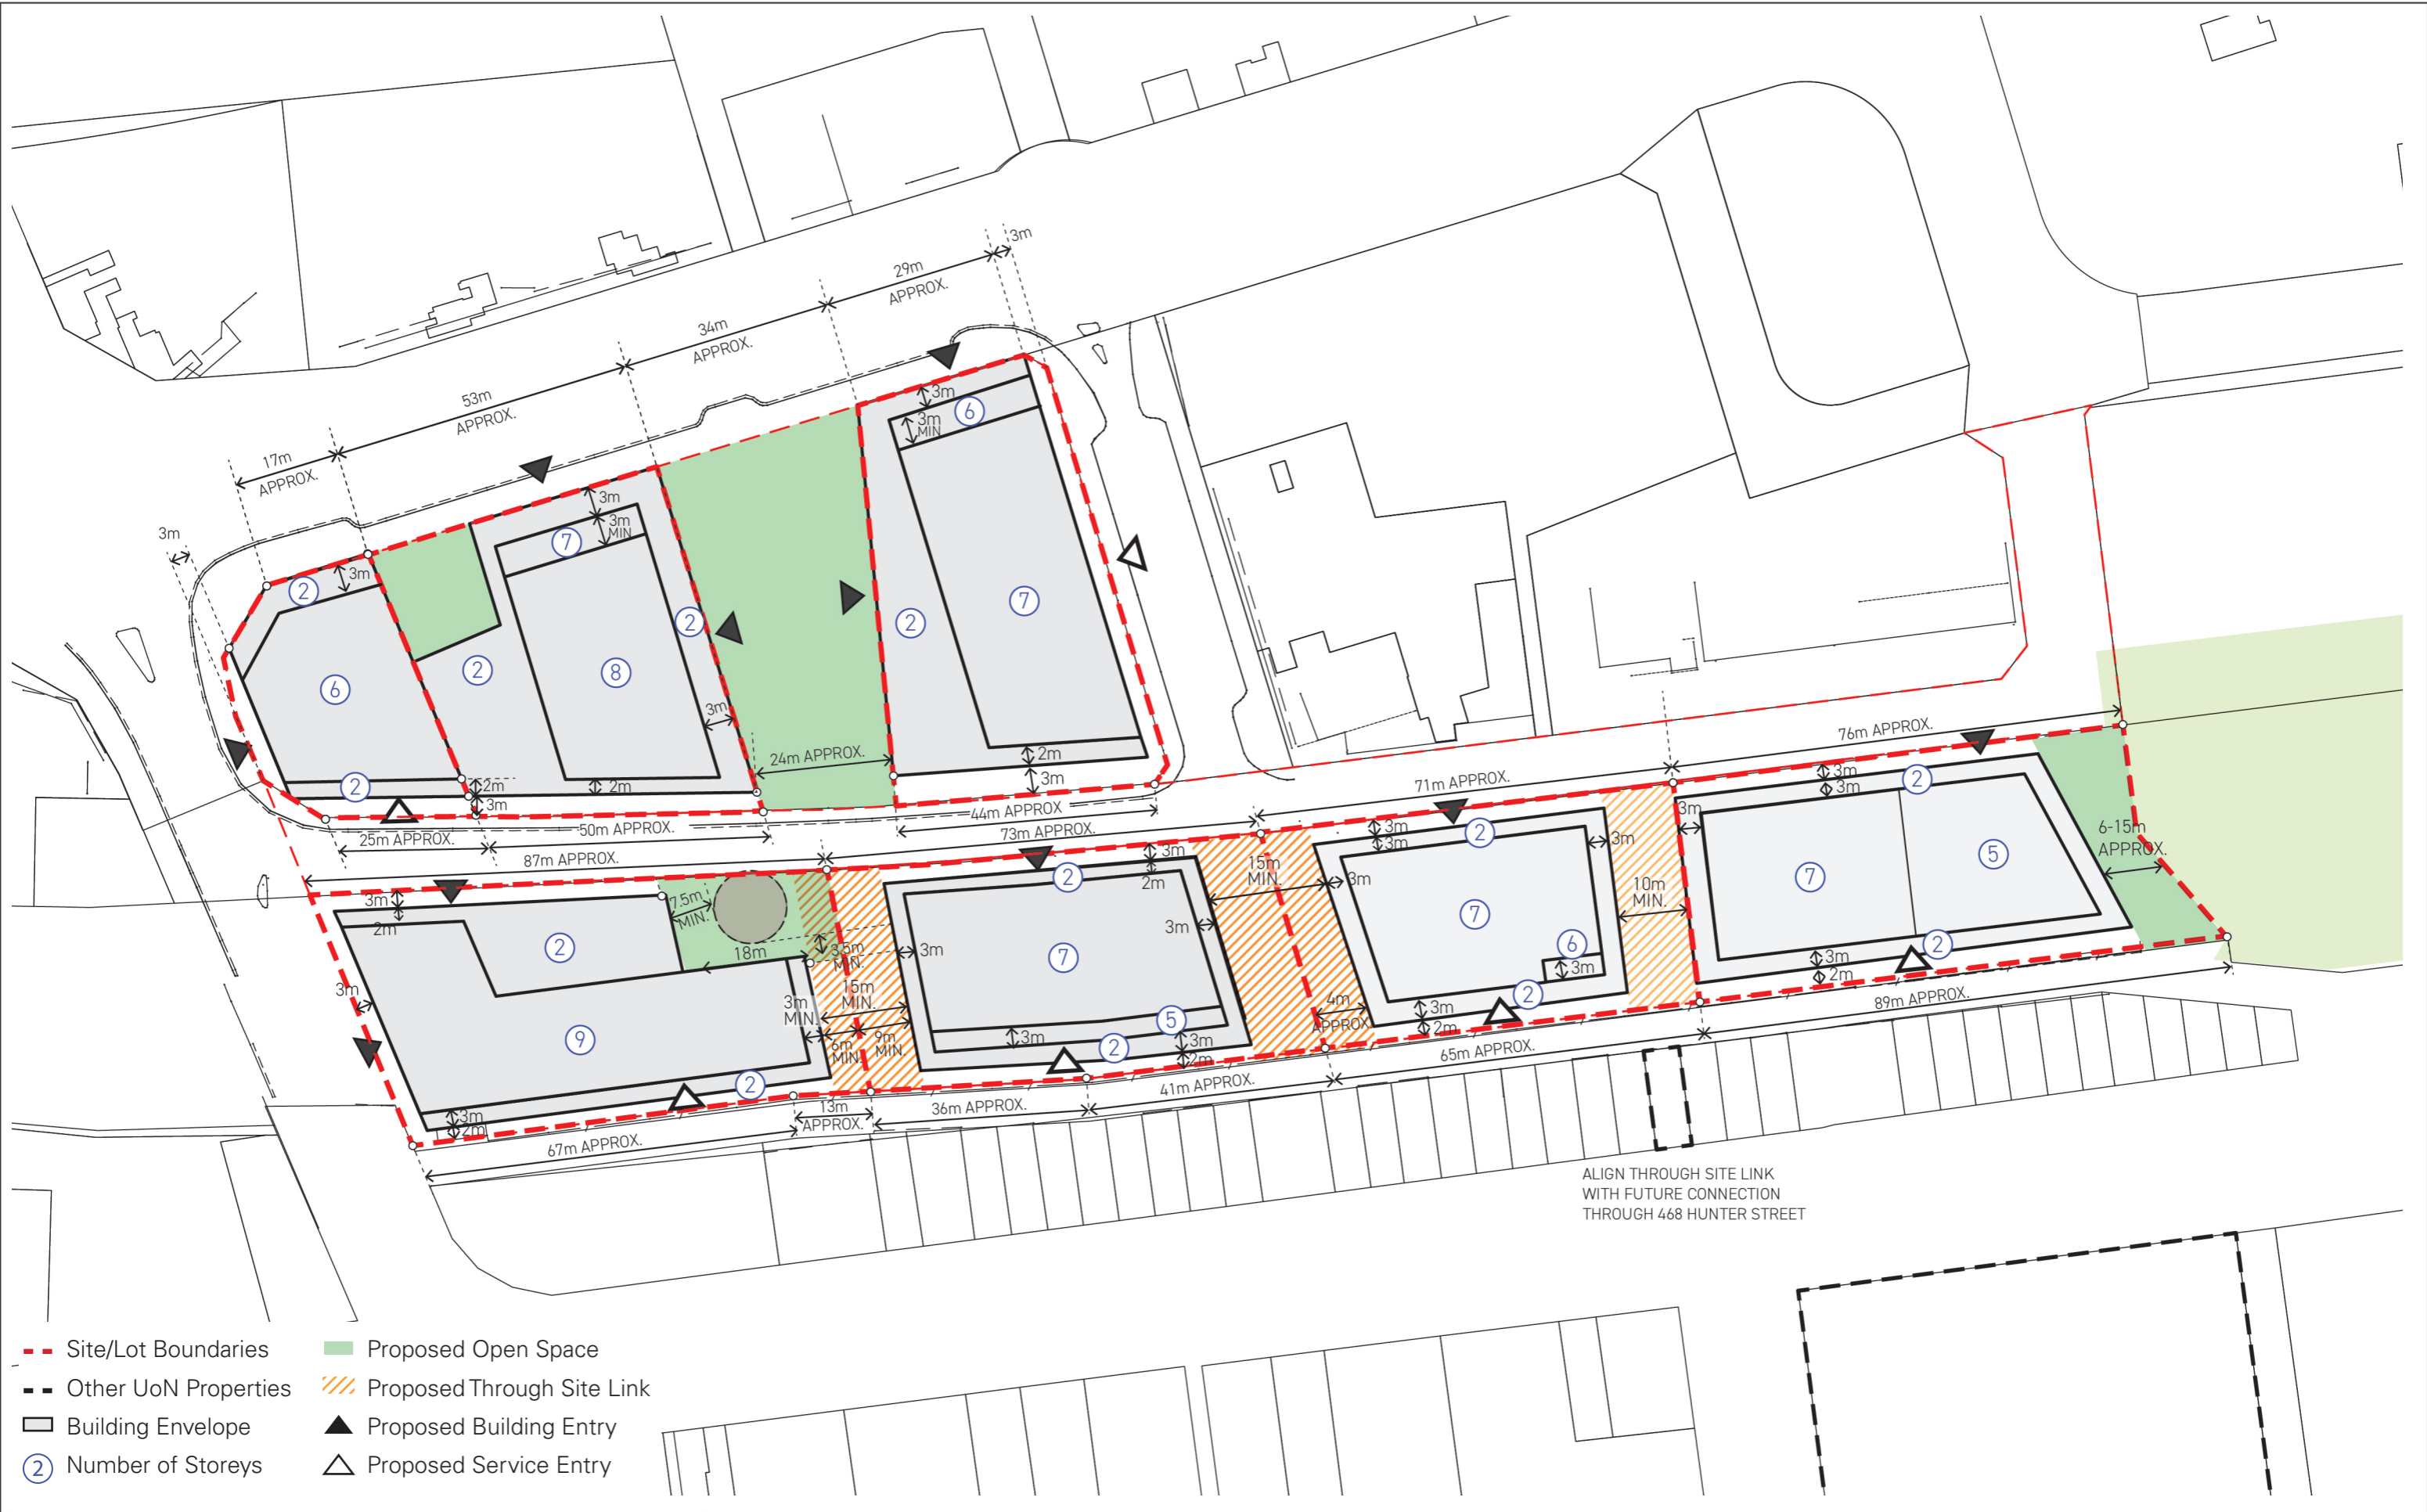 3m
29m
APPROX.
34m
APPROX.
53m
APPROX.
17m
APPROX.
3m
3m
6
3m
MIN
3m
3m
MIN
7
3m
2
2
2
7
2
8
6
3m
24m APPROX.
2m
3m
2
2m
3m
2m
44m APPROX
25m APPROX.
50m APPROX.
73m APPROX.
71m APPROX.
76m APPROX.
87m APPROX.
3m
3m
2
3m
3m
3m
2
3m
3m
2m
2
15m
MIN.
3m
10m
MIN.
7
5
6-15m
APPROX.
3m
2m
7.5m
MIN.
2
18m
3.5m
MIN.
3m
7
3m
7
6
3m
2
3m
2m
3m
9
3m
MIN.
15m
MIN.
6m
MIN.
9m
MIN.
3m
5
2
3m
2m
4m
APPROX.
2
3m
2m
2
3m
2m
89m APPROX.
65m APPROX.
41m APPROX.
36m APPROX.
13m
APPROX.
67m APPROX.
ALIGN THROUGH SITE LINK
WITH FUTURE CONNECTION
THROUGH 468 HUNTER STREET
Site/Lot Boundaries
Proposed Open Space
Other UoN Properties
Proposed Through Site Link
Building Envelope
Proposed Building Entry
2 Number of Storeys
Proposed Service Entry